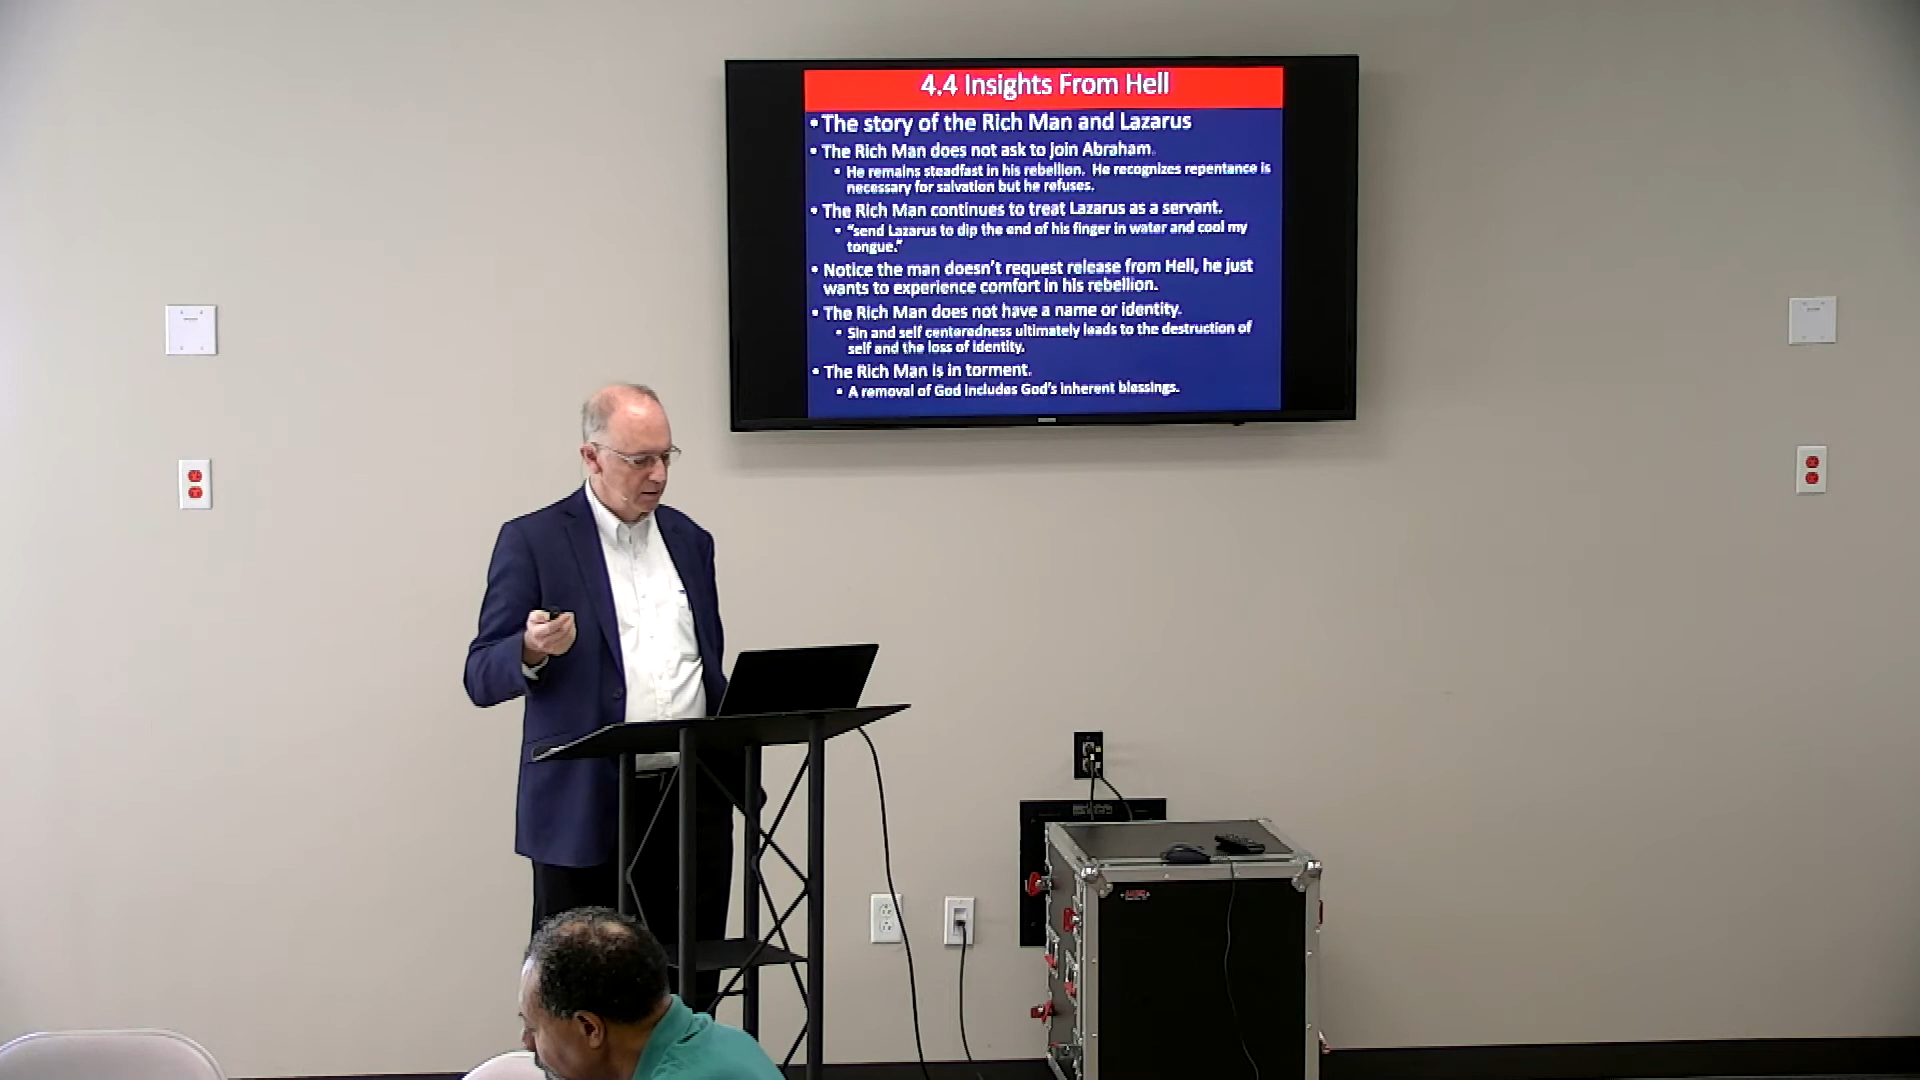 4.4 Insights From Hell
• The story of the Rich Man and Lazarus
• The Rich Man does not ask to join Abraham.
• He remains steadfast in his rebellion. He recognizes repentance is
necessary for salvation but he refuses.
• The Rich Man continues to treat Lazarus as a servant.
• “send Lazarus to dip the end of his finger in water and cool my
tongue.”
• Notice the man doesn’t request release from Hell, he just
wants to experience comfort in his rebellion.
• The Rich Man does not have a name or identity.
• Sin and self centeredness ultimately leads to the destruction of
self and the loss of identity.
• The Rich Man is in torment.
• A removal of God includes God’s inherent blessings.